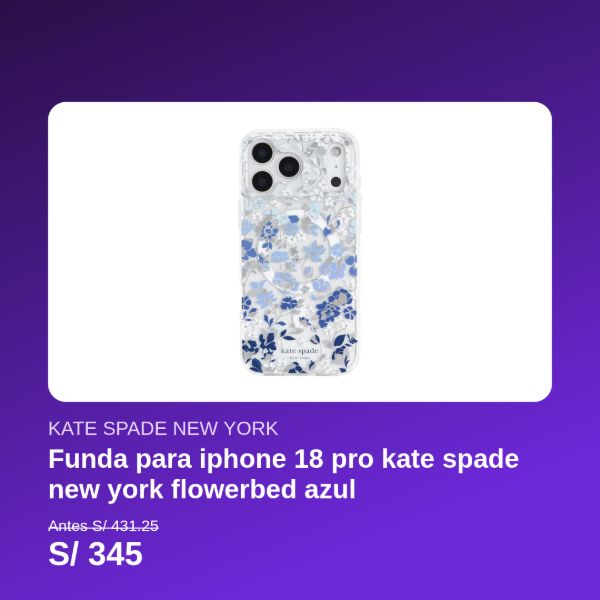 kate spade
NEW YORK
KATE SPADE NEW YORK
Funda para iphone 18 pro kate spade
new york flowerbed azul
Antes S/ 431.25
S/ 345